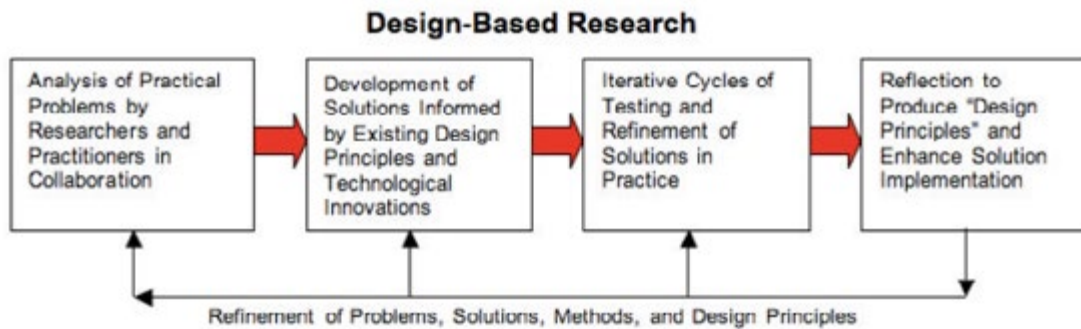 Design-Based Research
Analysis of Practical
Problems by
Researchers and
Practitioners in
Collaboration
Development of
Solutions Informed
by Existing Design
Principles and
Technological
Innovations
Iterative Cycles of
Testing and
Refinement of
Solutions in
Practice
Reflection to
Produce "Design
Principles" and
Enhance Solution
Implementation
Refinement of Problems, Solutions, Methods, and Design Principles